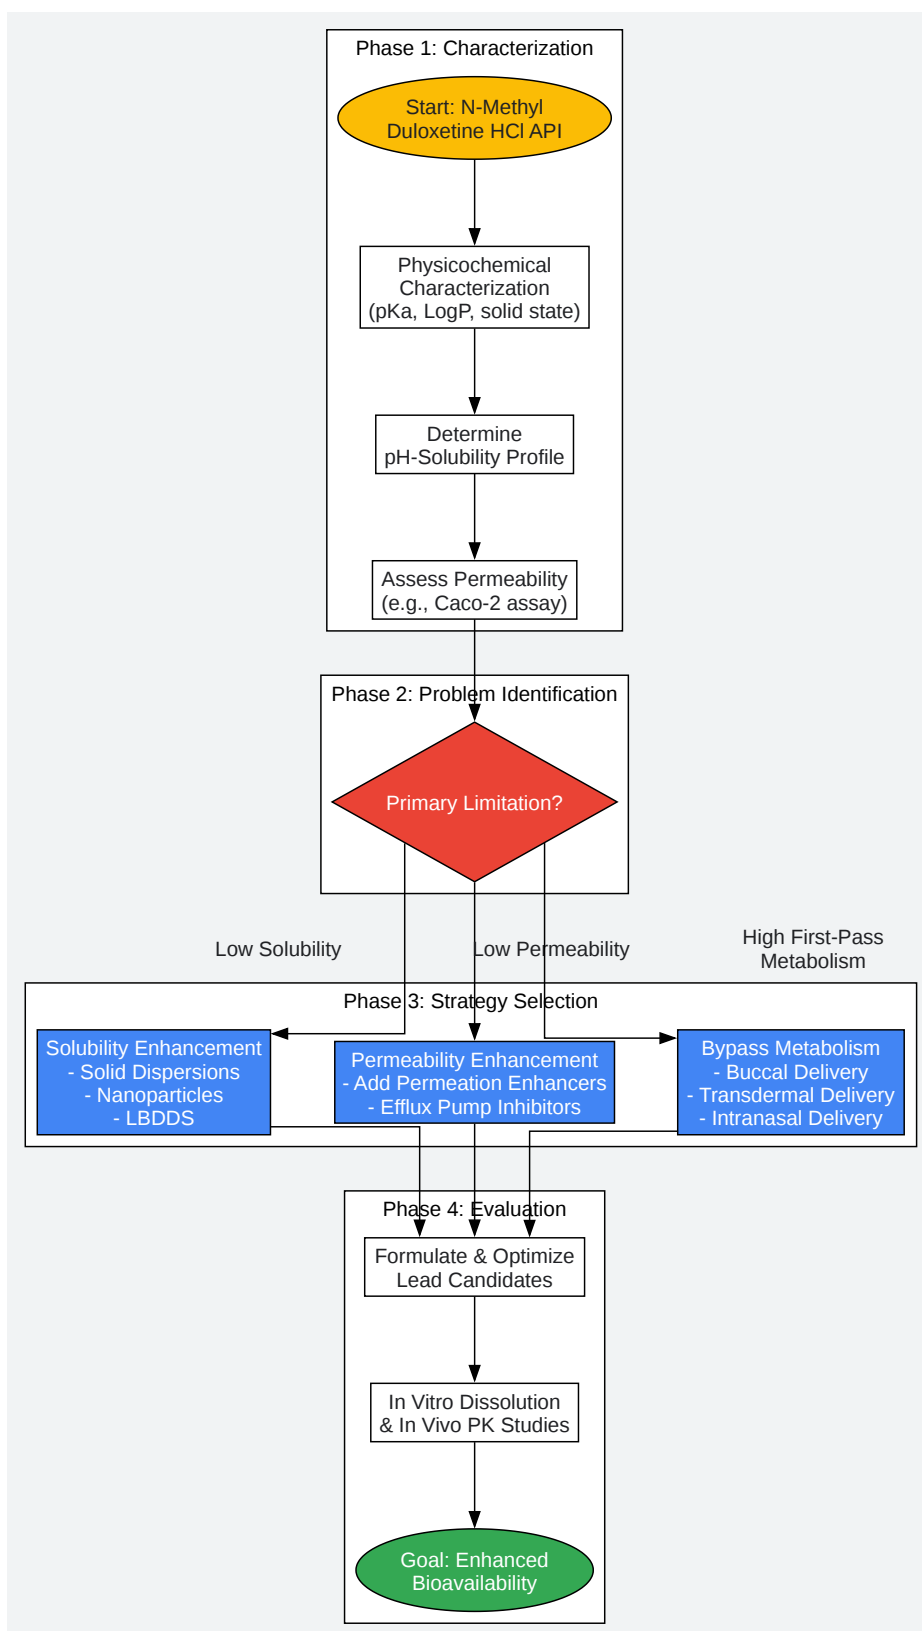 Phase 1: Characterization
Start: N-Methyl
Duloxetine HCl API
Physicochemical
Characterization
(pKa, LogP, solid state)
Determine
pH-Solubility Profile
Assess Permeability
(e.g., Caco-2 assay)
Phase 2: Problem Identification
Primary Limitation?
Low Solubility
Low Permeability
High First-Pass
Metabolism
Phase 3: Strategy Selection
Solubility Enhancement
- Solid Dispersions
- Nanoparticles
- LBDDS
Permeability Enhancement
- Add Permeation Enhancers
- Efflux Pump Inhibitors
Bypass Metabolism
- Buccal Delivery
- Transdermal Delivery
- Intranasal Delivery
Phase 4: Evaluation
Formulate & Optimize
Lead Candidates
In Vitro Dissolution
& In Vivo PK Studies
Goal: Enhanced
Bioavailability